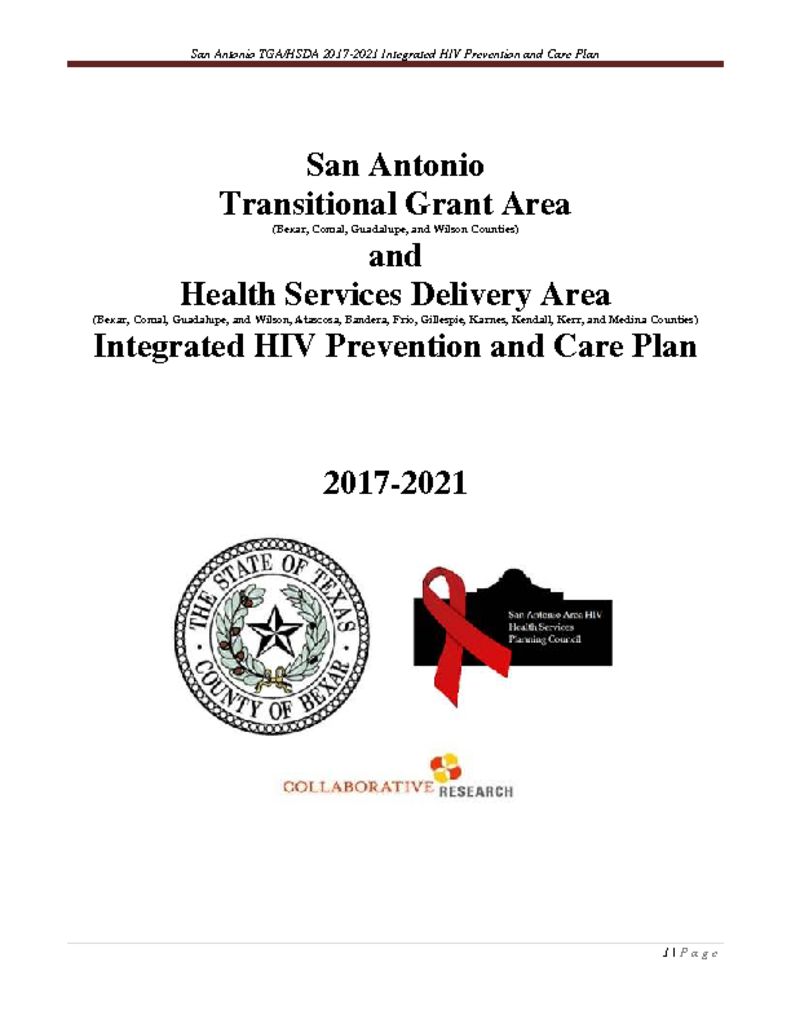 San Antonio TGA/HSDA 2017-2021 Integrated HIV Prevention and Care Plan
San Antonio
Transitional Grant Area
(Bexar, Comal, Guadalupe, and Wilson Counties)
and
Health Services Delivery Area
(Bexar, Comal, Guadalupe, and Wilson, Atascosa, Bandera, Frio, Gillespie, Karnes, Kendall, Kerr, and Medina Counties)
Integrated HIV Prevention and Care Plan
2017-2021
THE STATE OF TEXAS
COUNTY OF BEXAR
San Antonio Area HIV
Health Services
Planning Council
COLLABORATIVE RESEARCH
1 | Page